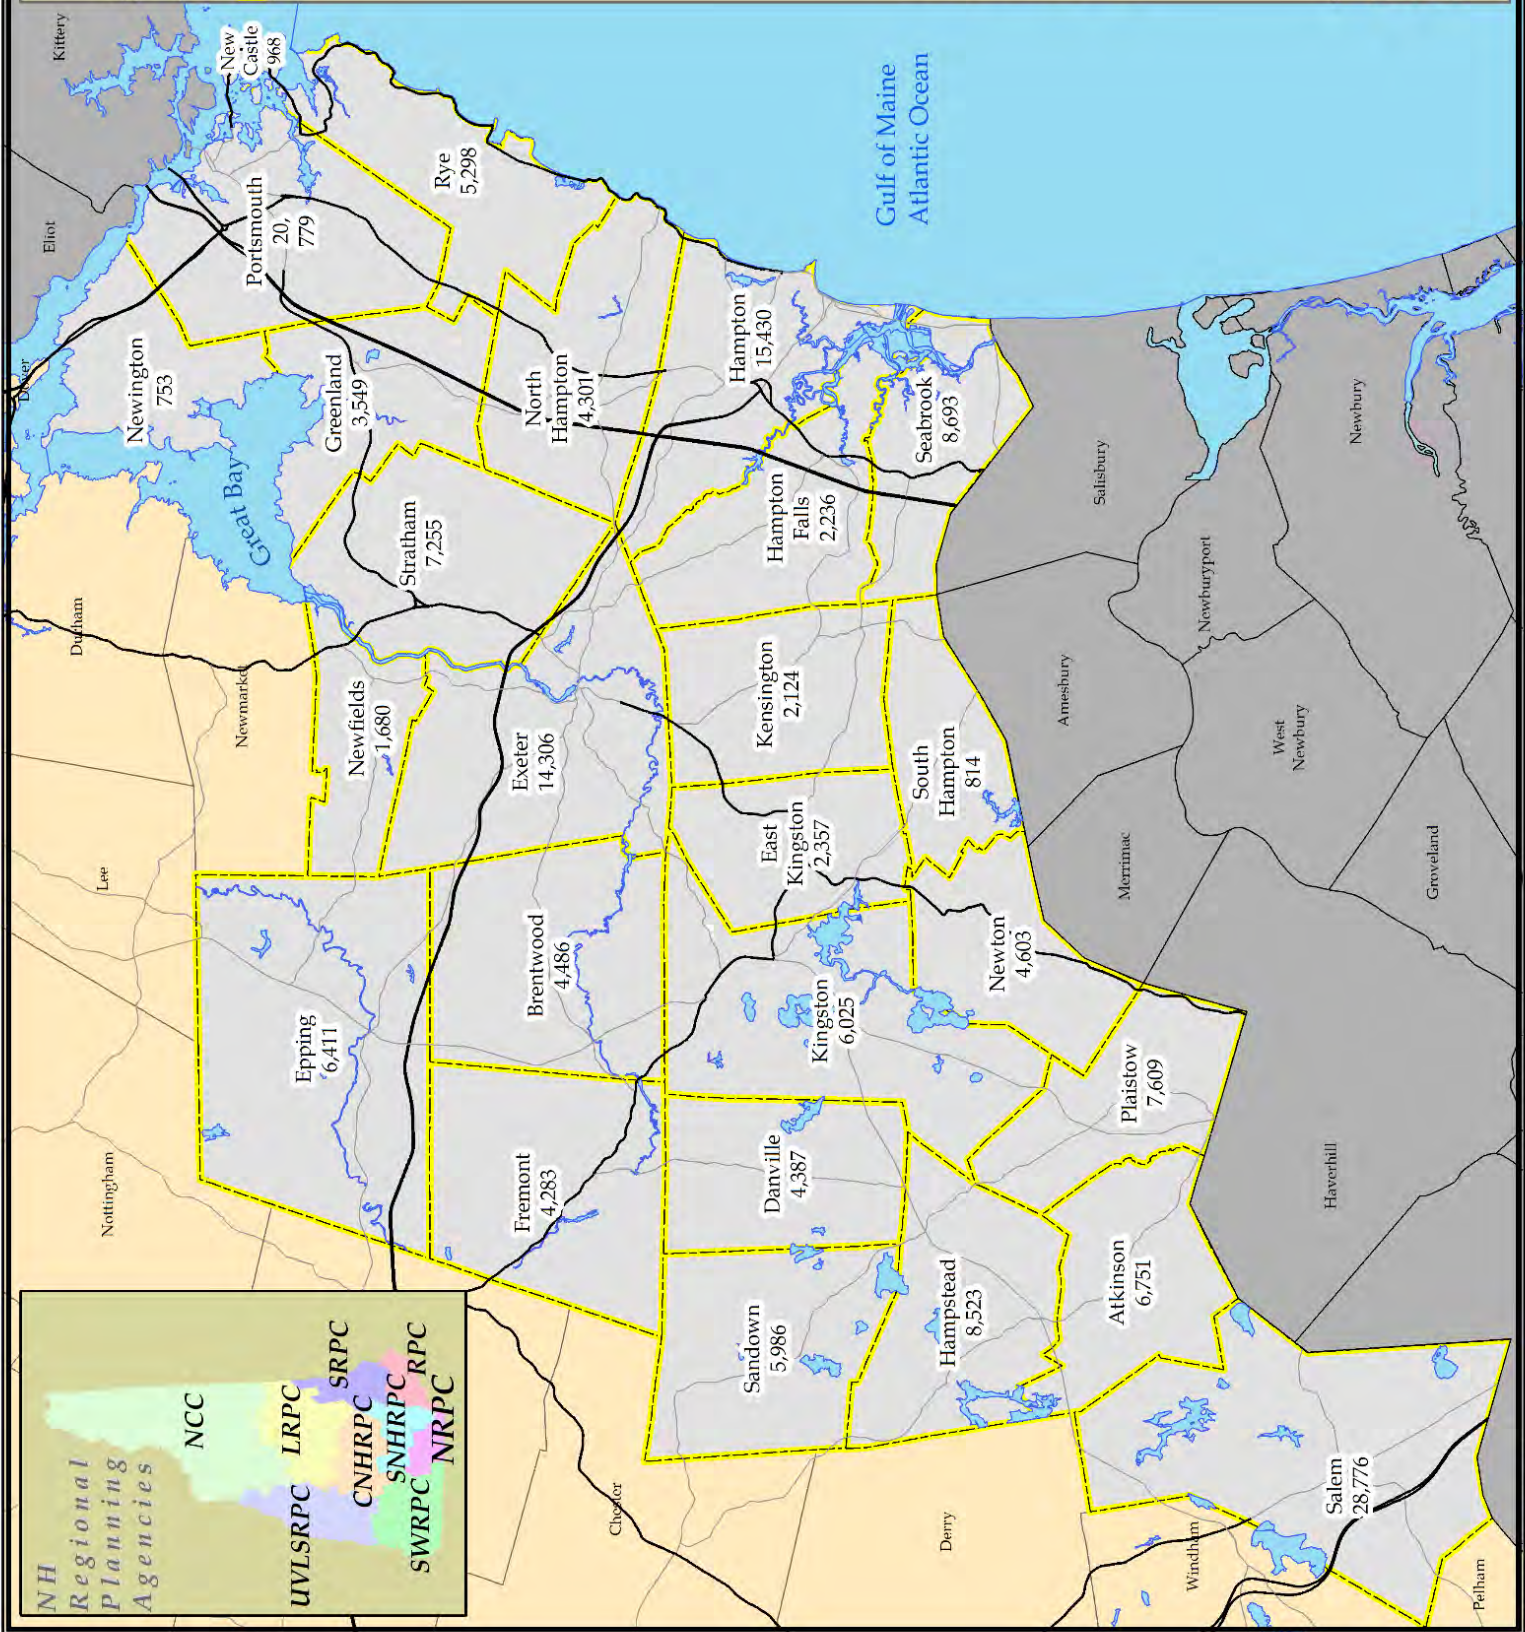 NH
Regional
Planning
Agencies
NCC
LRPC
UVLSRPC
SRPC
CNHRPC
SNHRPC
RPC
SWRPC
NRPC
Nottingham
Lee
Durham
Newmarket
Dover
Eliot
Kittery
Great Bay
Newington
753
Portsmouth
20,
779
New
Castle
968
Rye
5,298
Greenland
3,549
Stratham
7,255
North
Hampton
4,301
Newfields
1,680
Epping
6,411
Exeter
14,306
Brentwood
4,486
Fremont
4,283
Hampton
15,430
Hampton
Falls
2,236
Seabrook
8,693
Kensington
2,124
East
Kingston
2,357
South
Hampton
814
Kingston
6,025
Newton
4,603
Danville
4,387
Sandown
5,986
Hampstead
8,523
Plaistow
7,609
Atkinson
6,751
Salem
28,776
Chester
Derry
Windham
Pelham
Haverhill
Merrimac
Amesbury
Salisbury
Newburyport
West
Newbury
Newbury
Groveland
Gulf of Maine
Atlantic Ocean